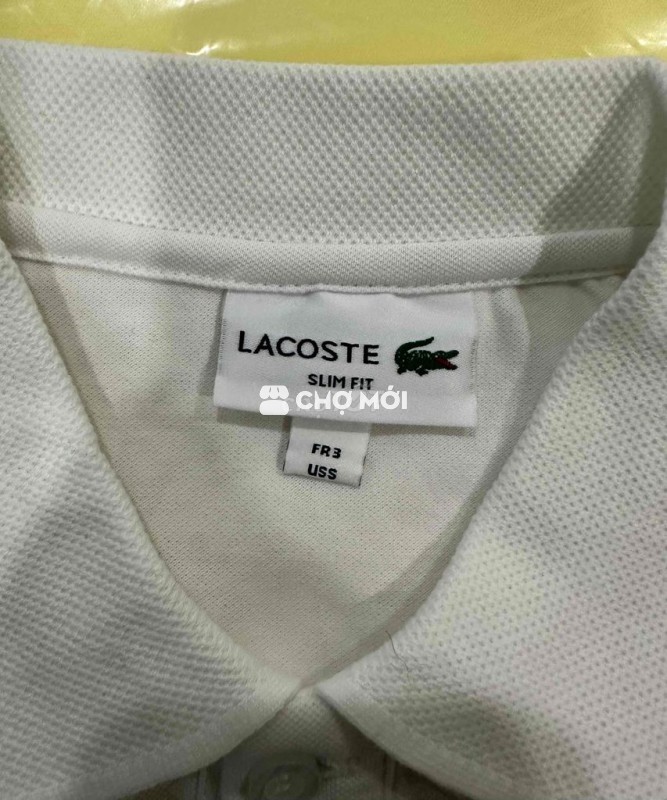 LACOSTE
SLIM FIT
CHỢ MỚI
FR3
USS